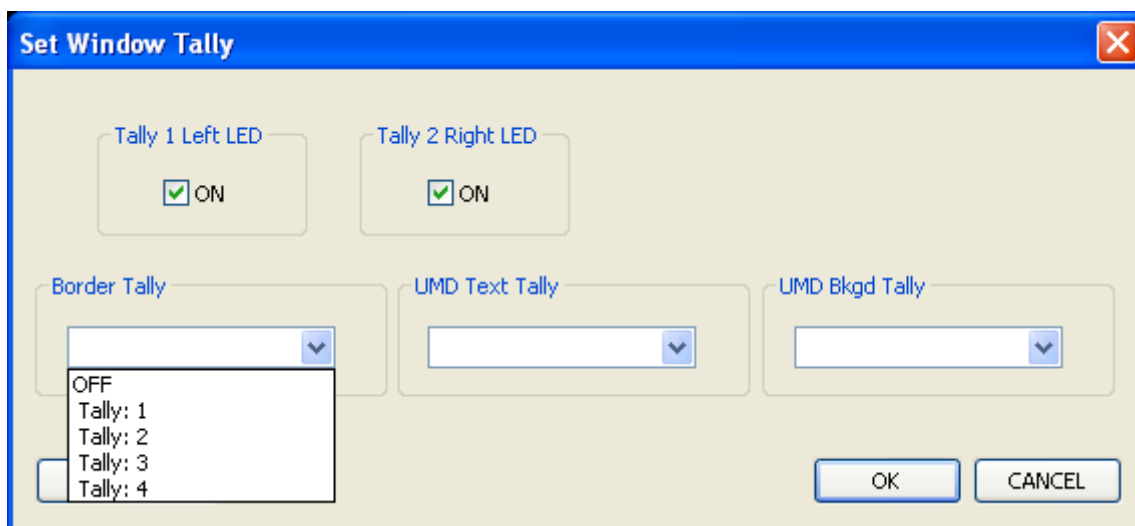 Set Window Tally
Tally 1 Left LED
Tally 2 Right LED
ON
ON
Border Tally
UMD Text Tally
UMD Bkgd Tally
OFF
Tally: 1
Tally: 2
Tally: 3
Tally: 4
OK
CANCEL